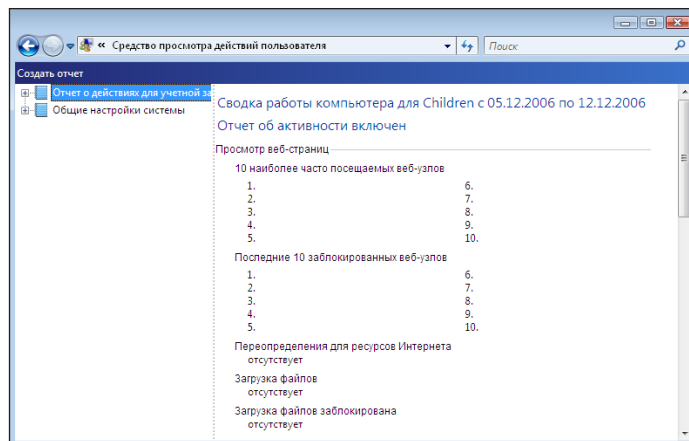 « Средство просмотра действий пользователя
Поиск
Создать отчет
Отчет о действиях для учетной за
Общие настройки системы
Сводка работы компьютера для Children с 05.12.2006 по 12.12.2006
Отчет об активности включен
Просмотр веб-страниц
10 наиболее часто посещаемых веб-узлов
1. 6.
2. 7.
3. 8.
4. 9.
5. 10.
Последние 10 заблокированных веб-узлов
1. 6.
2. 7.
3. 8.
4. 9.
5. 10.
Переопределения для ресурсов Интернета
отсутствует
Загрузка файлов
отсутствует
Загрузка файлов заблокирована
отсутствует